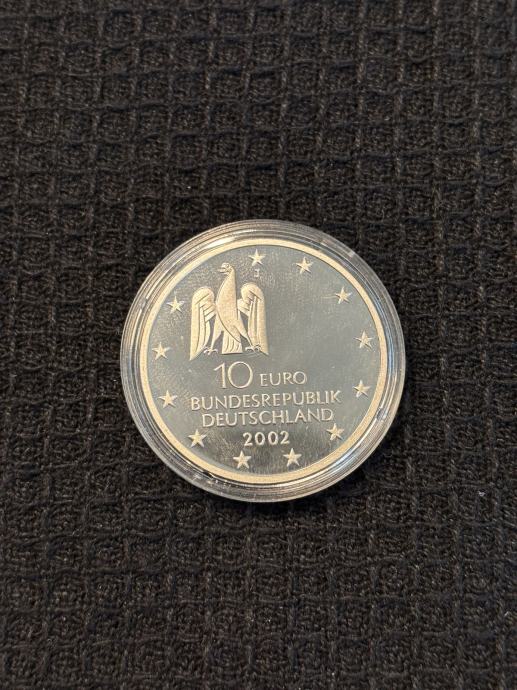 J
10 EURO
BUNDESREPUBLIK
DEUTSCHLAND
2002